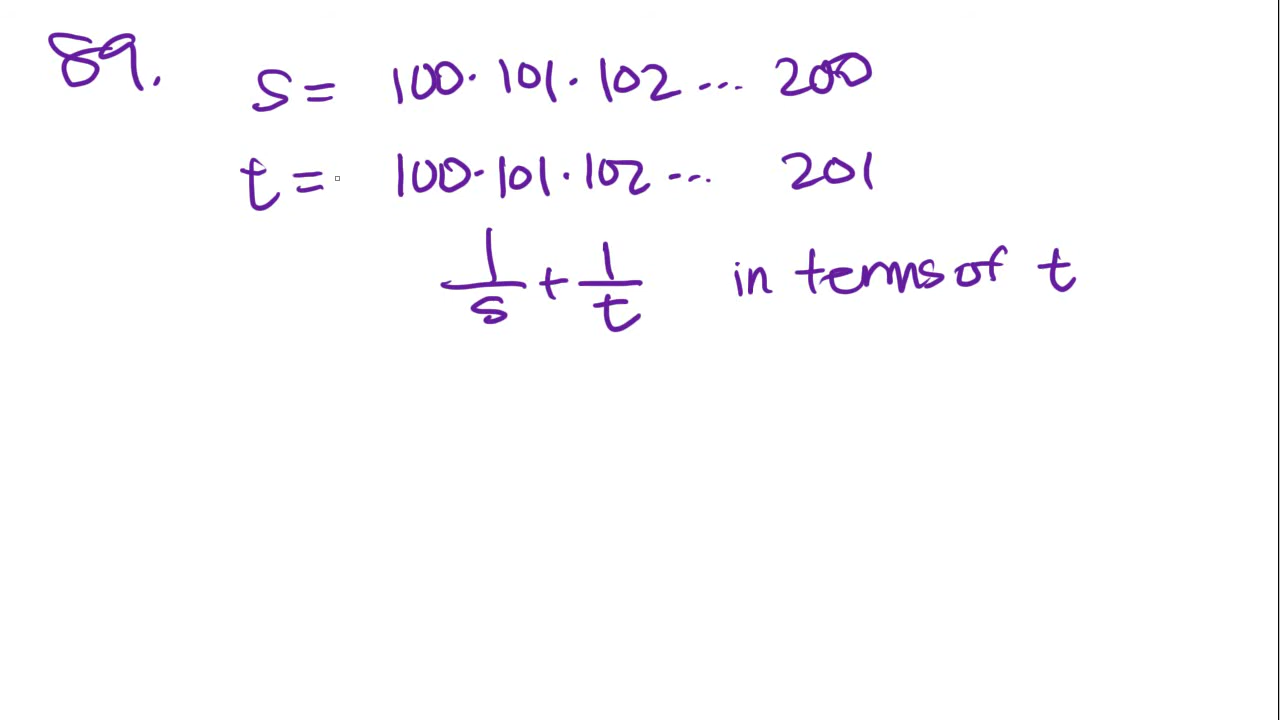 89.
s = 100 · 101 · 102 ... 200
t = 100 · 101 · 102 ... 201
1/s + 1/t in terms of t